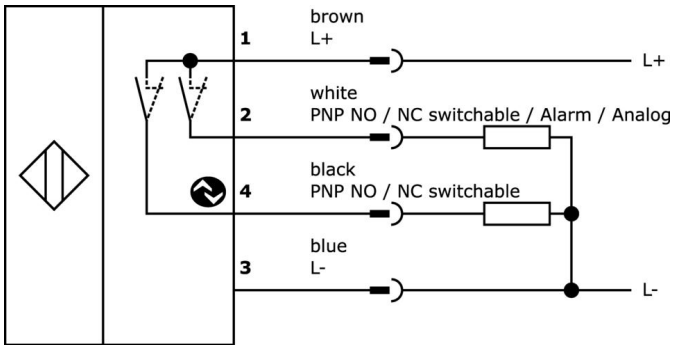 brown
1 L+
L+
white
2 PNP NO / NC switchable / Alarm / Analog
black
4 PNP NO / NC switchable
blue
3 L-
L-